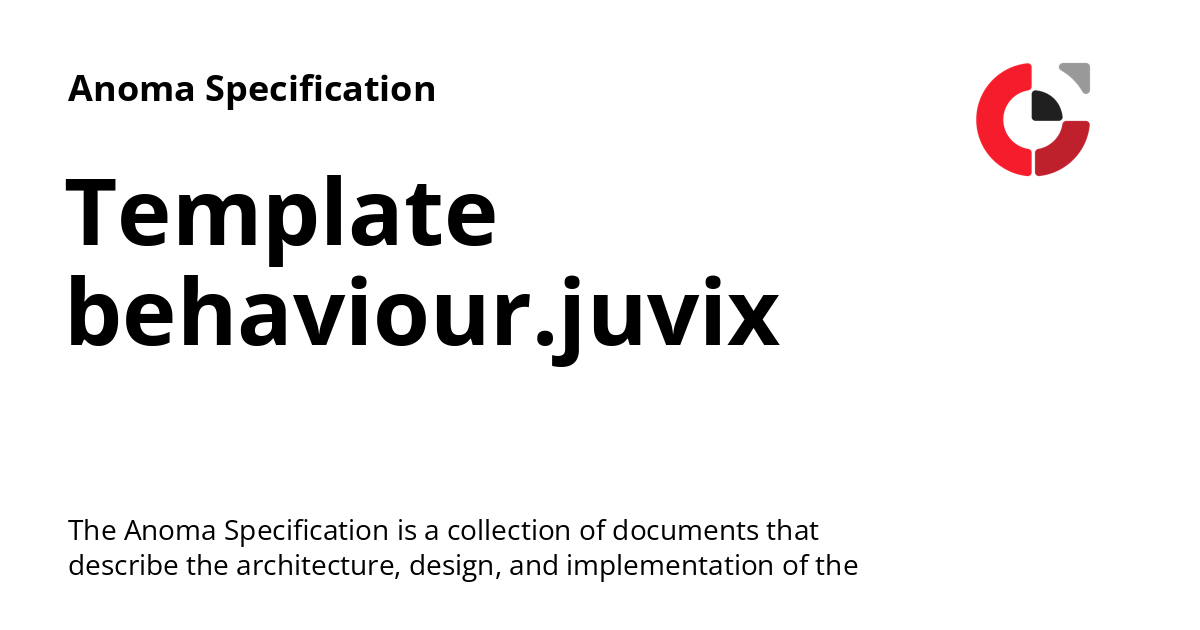 Anoma Specification
Template
behaviour.juvix
The Anoma Specification is a collection of documents that
describe the architecture, design, and implementation of the